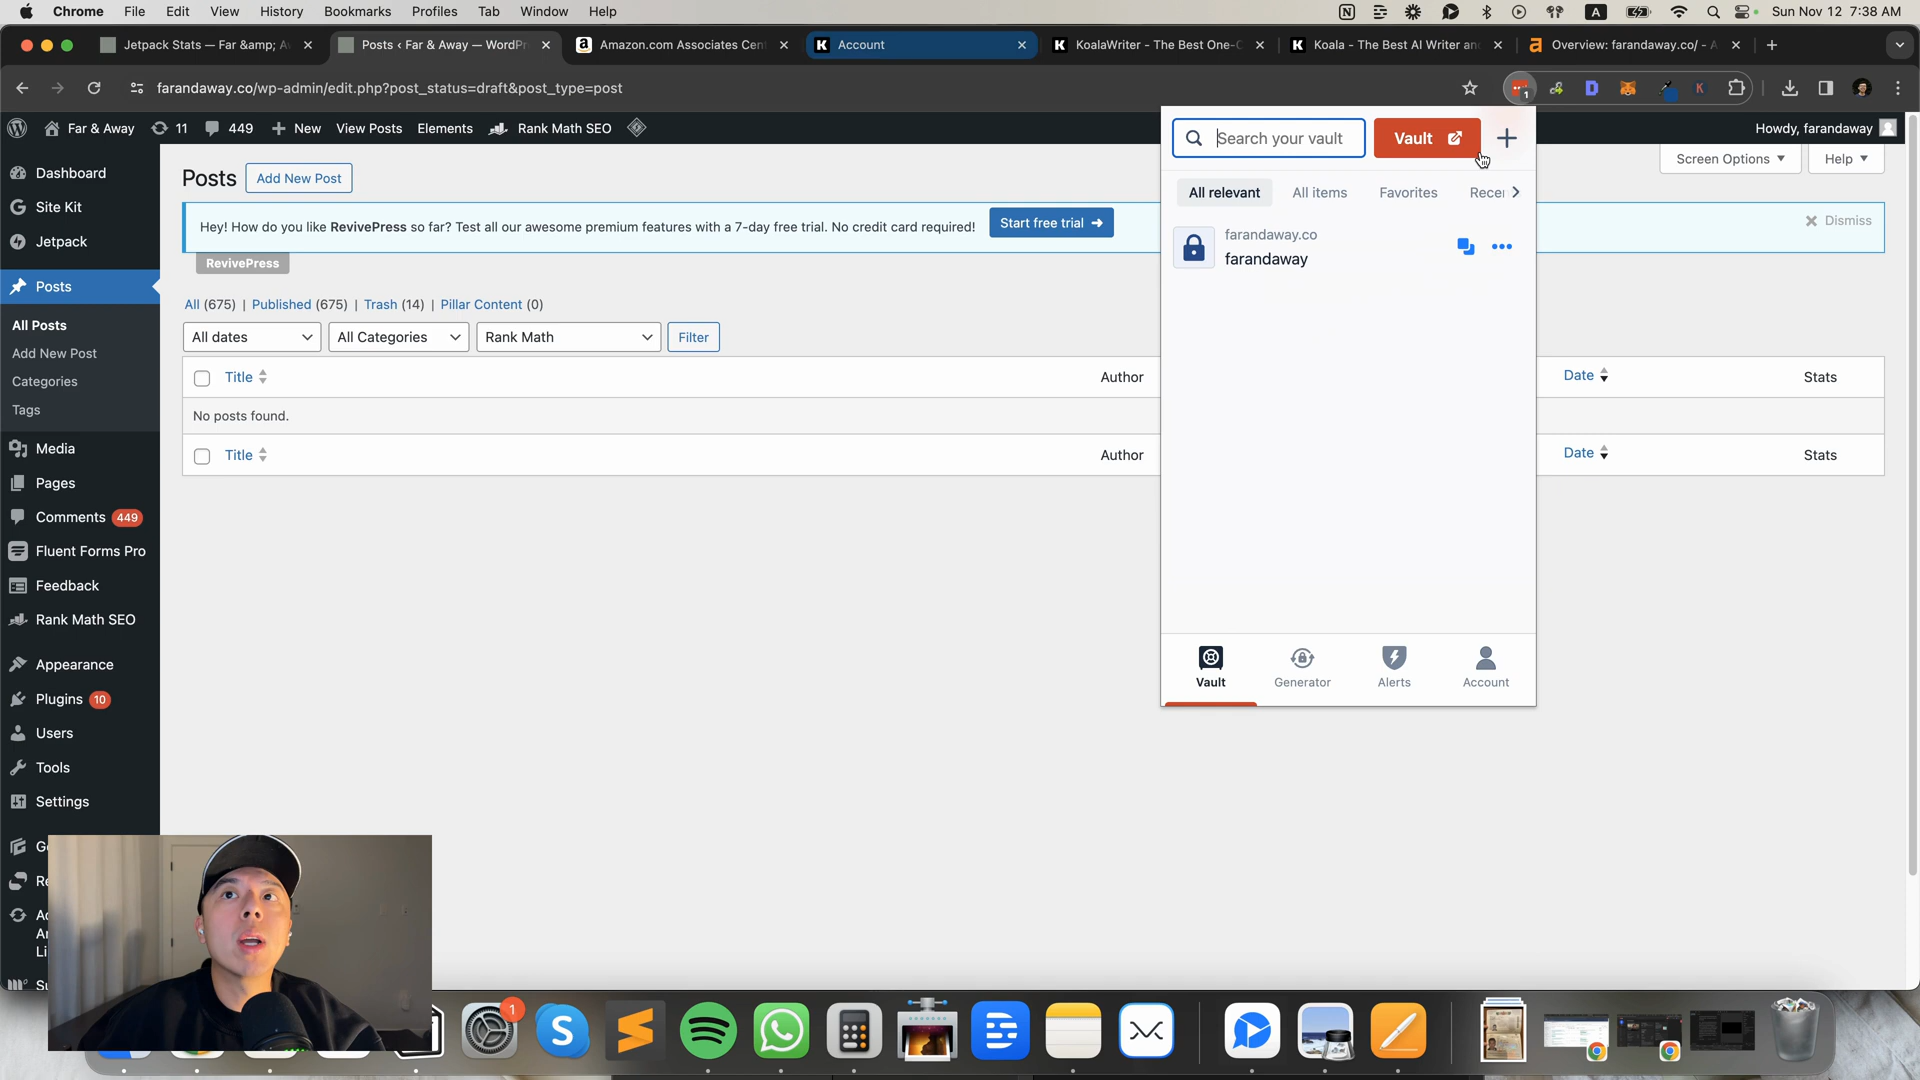 Chrome File Edit View History Bookmarks Profiles Tab Window Help A Sun Nov 12 7:38 AM
Jetpack Stats — Far &amp; A Posts ‹ Far & Away — WordPr Amazon.com Associates Cen Account KoalaWriter - The Best One-C Koala - The Best AI Writer an Overview: farandaway.co/ - A
farandaway.co/wp-admin/edit.php?post_status=draft&post_type=post
Far & Away 11 449 New View Posts Elements Rank Math SEO Howdy, farandaway
Search your vault Vault
Screen Options Help
Dashboard
Site Kit
Jetpack
Posts
All Posts
Add New Post
Categories
Tags
Media
Pages
Comments 449
Fluent Forms Pro
Feedback
Rank Math SEO
Appearance
Plugins 10
Users
Tools
Settings
Posts Add New Post
Hey! How do you like RevivePress so far? Test all our awesome premium features with a 7-day free trial. No credit card required! Start free trial → Dismiss
RevivePress
All (675) | Published (675) | Trash (14) | Pillar Content (0)
All dates All Categories Rank Math Filter
Title Author Date Stats
No posts found.
Title Author Date Stats
All relevant All items Favorites Recei
farandaway.co
farandaway
Vault Generator Alerts Account
1